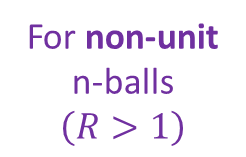 For non-unit
n-balls
(R > 1)